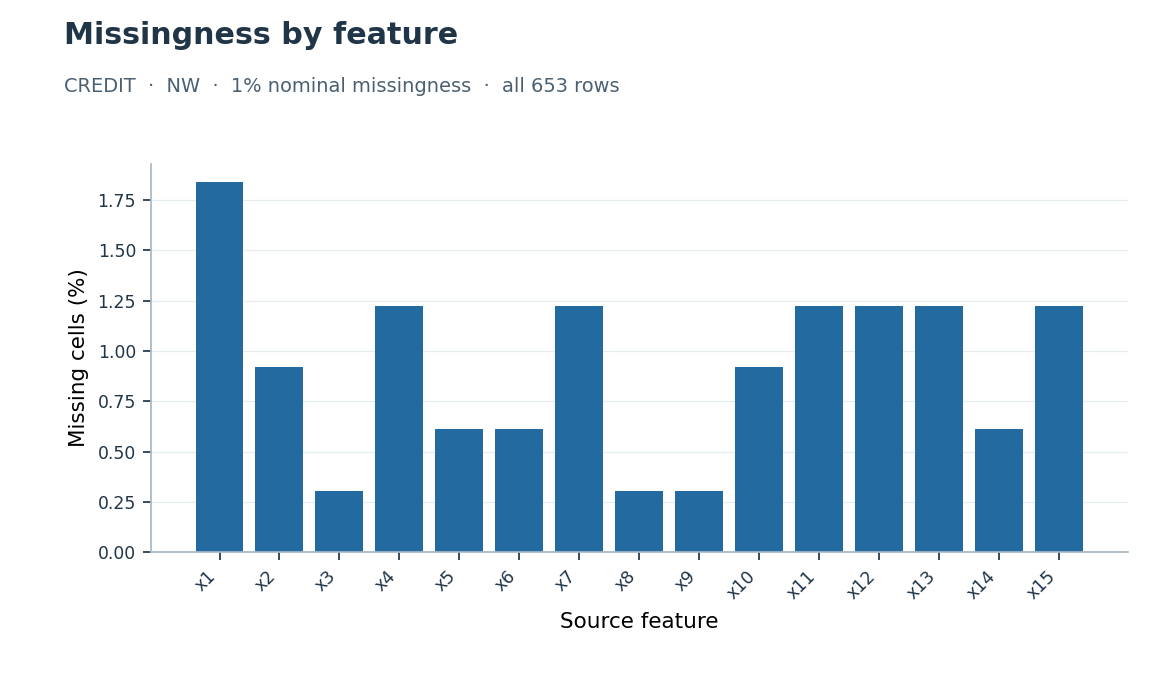 Missingness by feature
CREDIT · NW · 1% nominal missingness · all 653 rows
Missing cells (%)
1.75
1.50
1.25
1.00
0.75
0.50
0.25
0.00
x1 x2 x3 x4 x5 x6 x7 x8 x9 x10 x11 x12 x13 x14 x15
Source feature